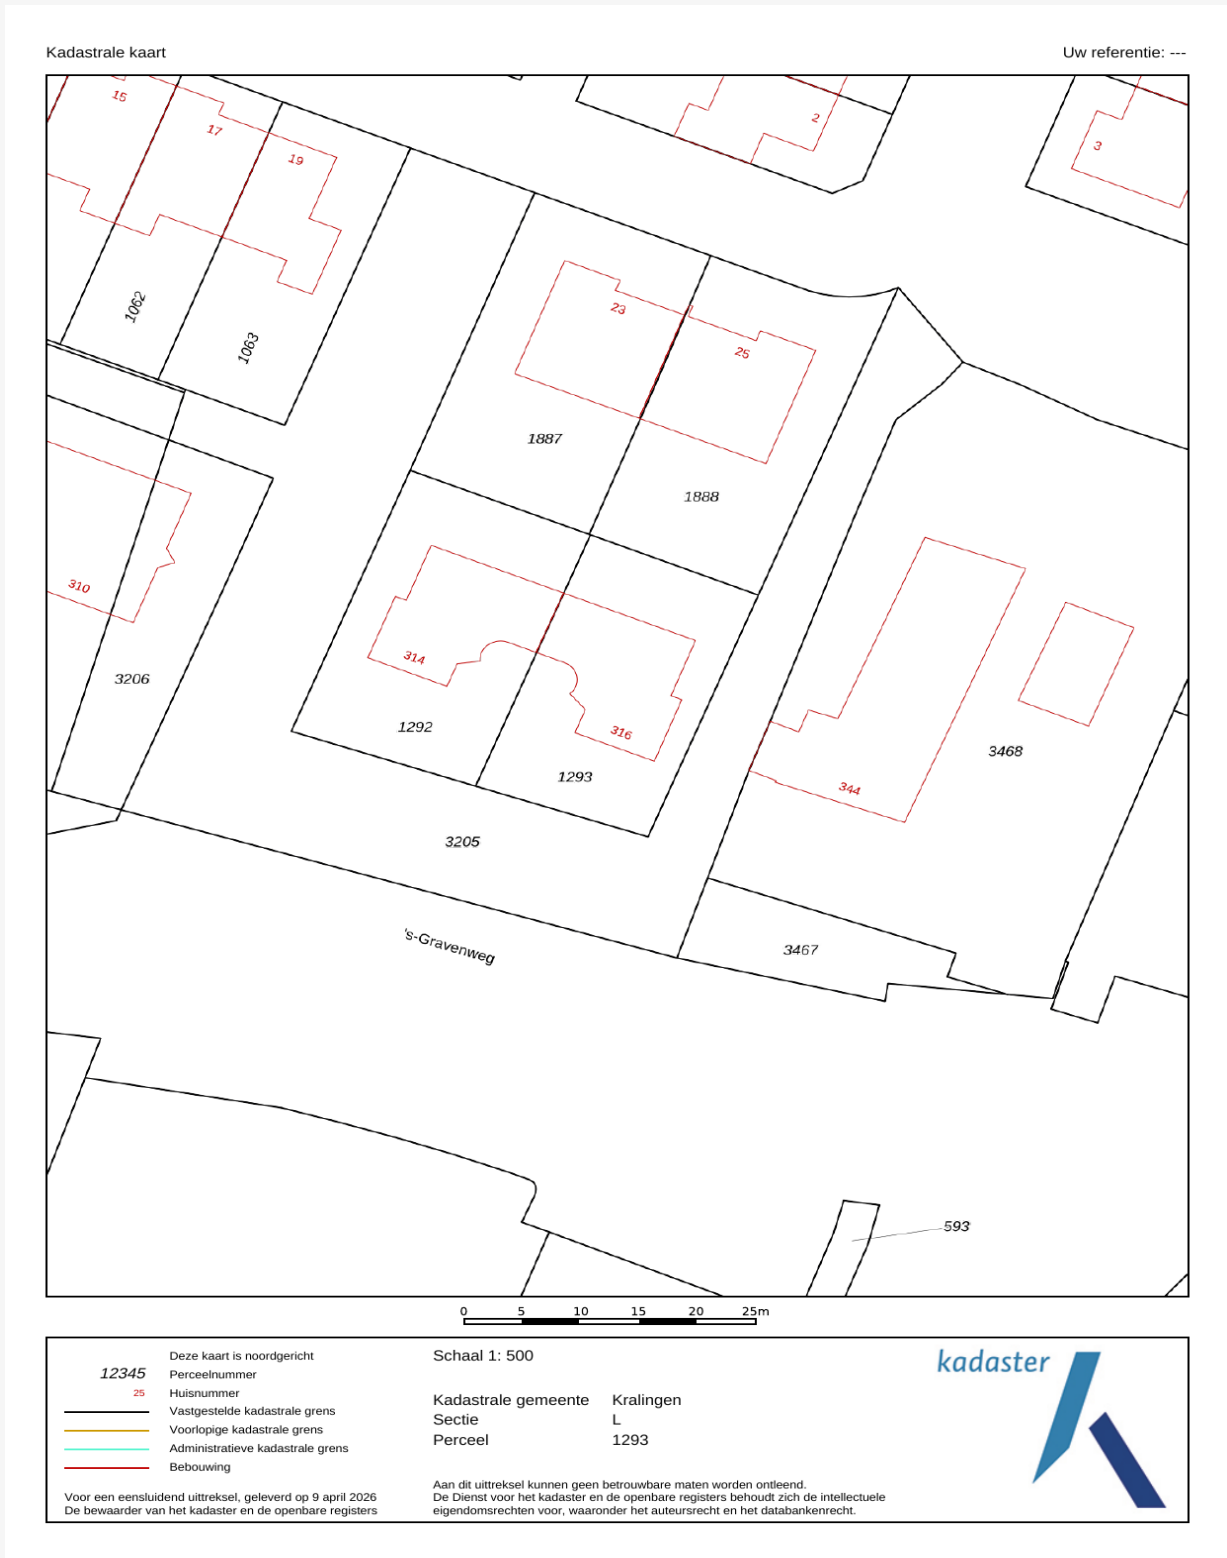 Kadastrale kaart
Uw referentie: ---
15
17
19
2
3
1062
1063
23
25
1887
1888
310
314
316
3206
1292
1293
3468
344
3205
3467
's-Gravenweg
593
0 5 10 15 20 25m
Deze kaart is noordgericht
12345 Perceelnummer
25 Huisnummer
Vastgestelde kadastrale grens
Voorlopige kadastrale grens
Administratieve kadastrale grens
Bebouwing
Voor een eensluidend uittreksel, geleverd op 9 april 2026
De bewaarder van het kadaster en de openbare registers
Schaal 1: 500
Kadastrale gemeente Kralingen
Sectie L
Perceel 1293
Aan dit uittreksel kunnen geen betrouwbare maten worden ontleend.
De Dienst voor het kadaster en de openbare registers behoudt zich de intellectuele
eigendomsrechten voor, waaronder het auteursrecht en het databankenrecht.
kadaster